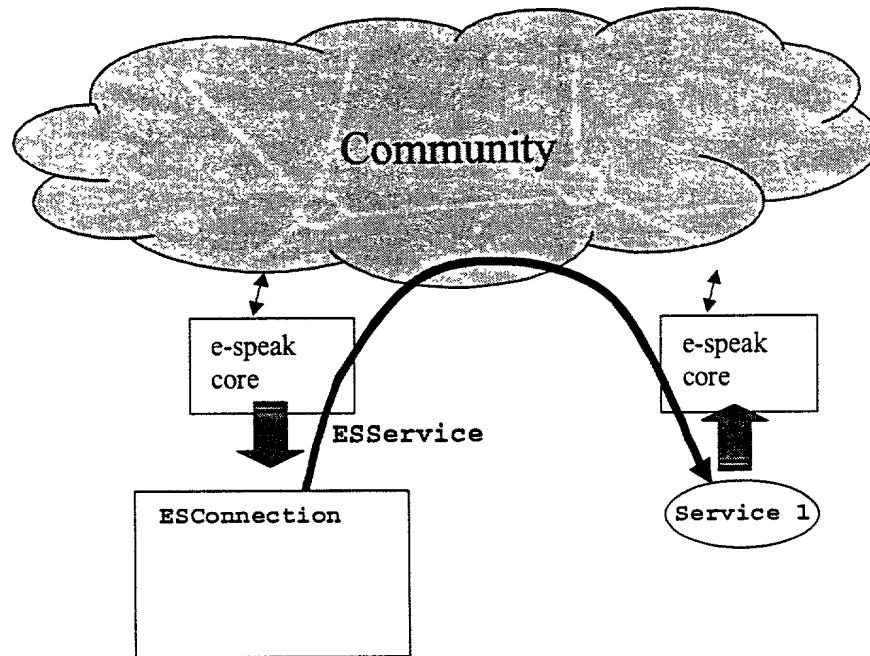 Community
e-speak
core
e-speak
core
ESService
ESConnection
Service 1